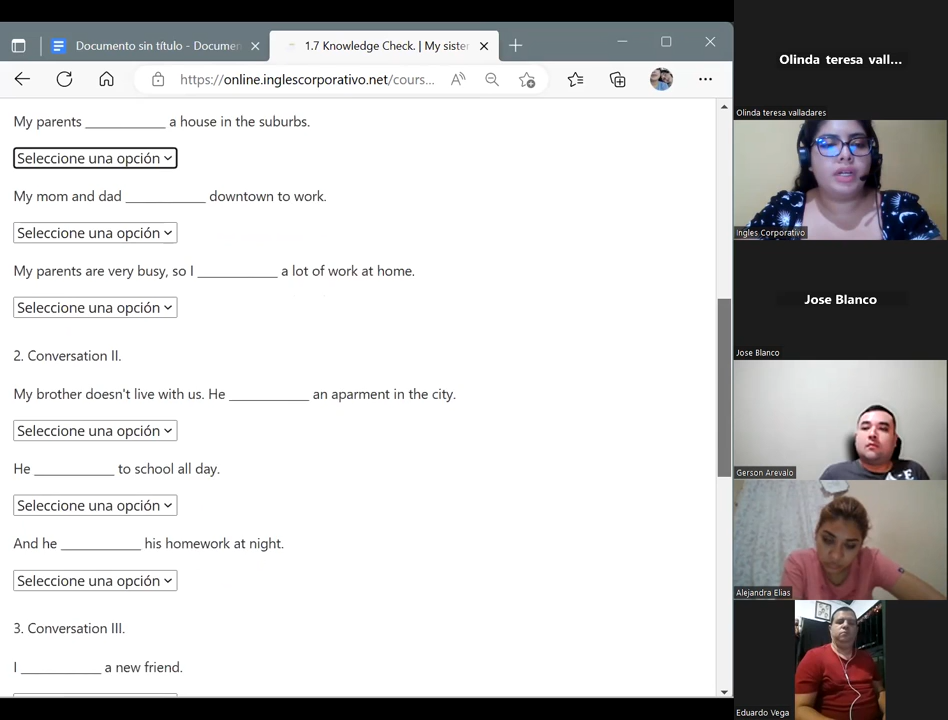 Documento sin título - Documen
1.7 Knowledge Check. | My sister
https://online.inglescorporativo.net/cours...
My parents ___________ a house in the suburbs.
Seleccione una opción
My mom and dad ___________ downtown to work.
Seleccione una opción
My parents are very busy, so I ___________ a lot of work at home.
Seleccione una opción
2. Conversation II.
My brother doesn't live with us. He ___________ an aparment in the city.
Seleccione una opción
He ___________ to school all day.
Seleccione una opción
And he ___________ his homework at night.
Seleccione una opción
3. Conversation III.
I ___________ a new friend.
Olinda teresa vall...
Olinda teresa valladares
Ingles Corporativo
Jose Blanco
Jose Blanco
Gerson Arevalo
Alejandra Elias
Eduardo Vega